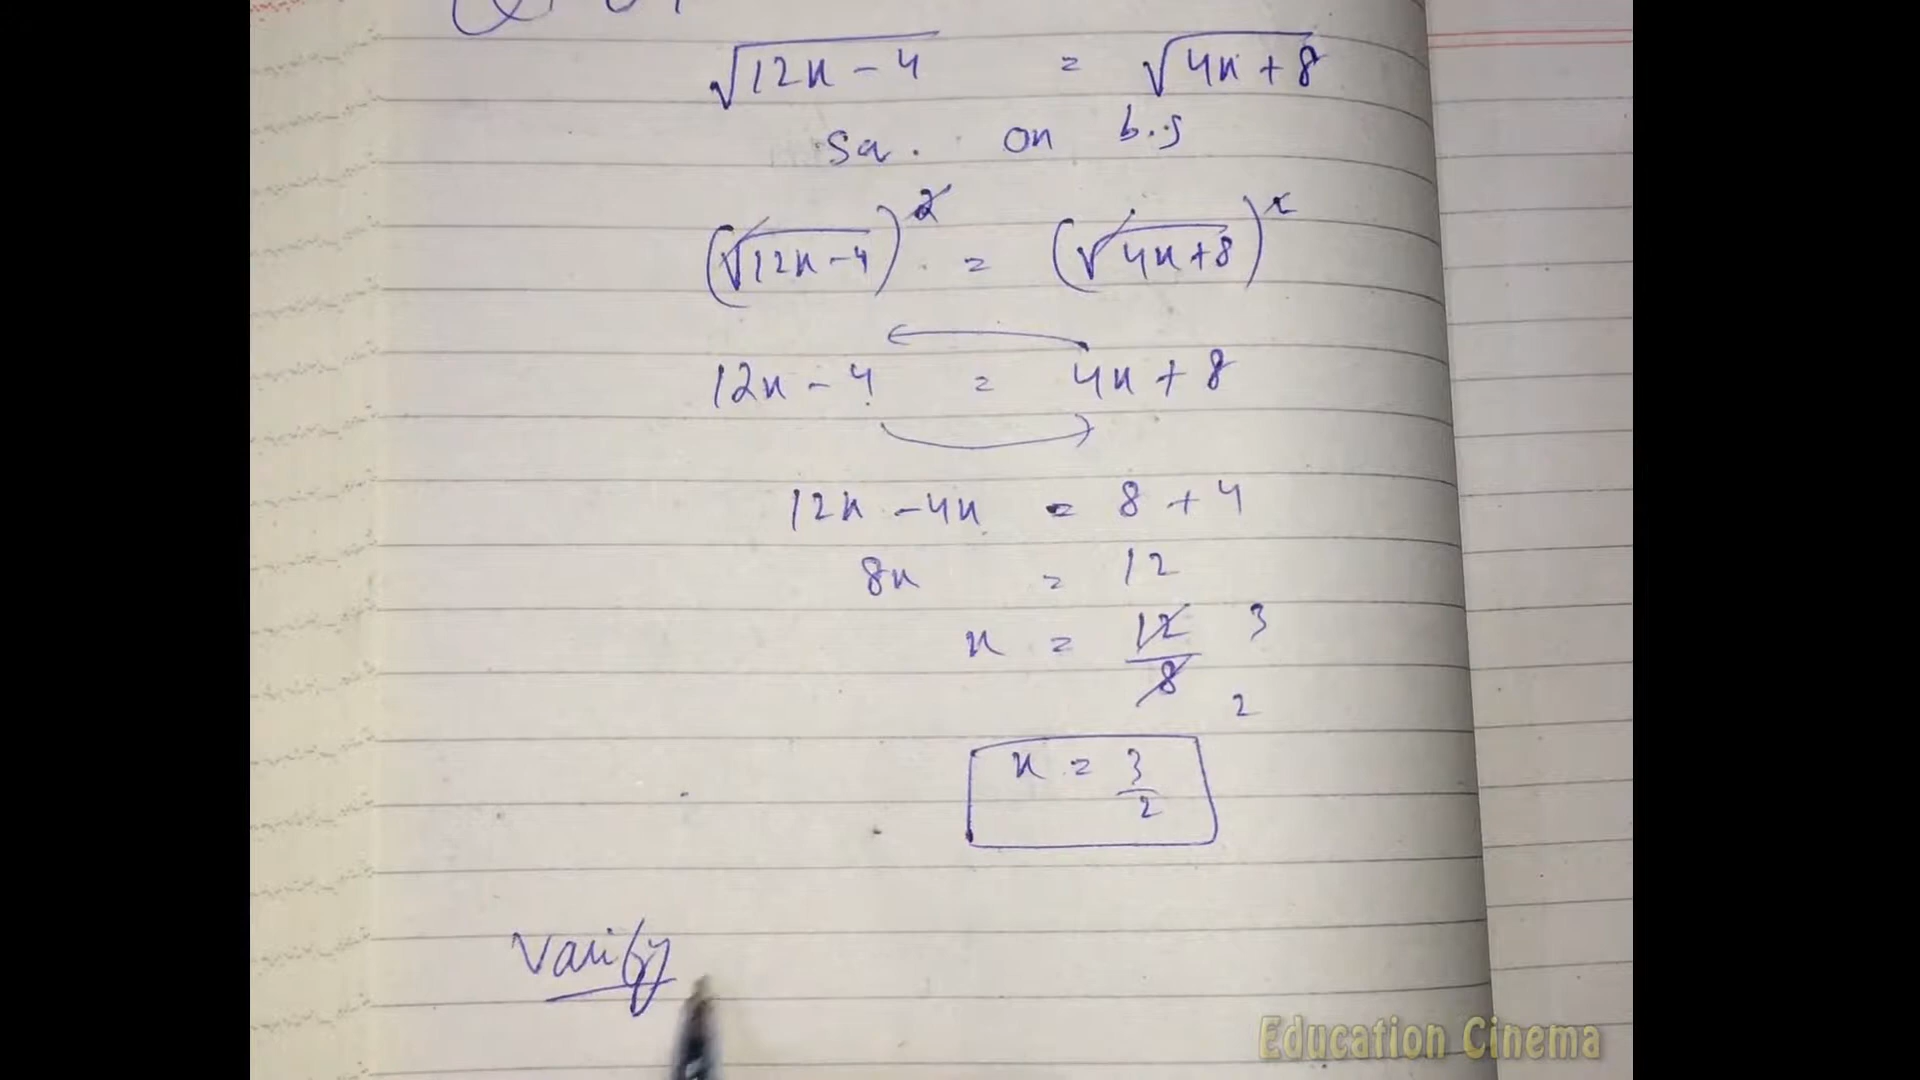 √12x - 4 = √4x + 8
Sq. on b.s
(√12x-4)² = (√4x+8)²
12x - 4 = 4x + 8
12x - 4x = 8 + 4
8x = 12
x = 12/8 3 2
x = 3/2
Varify
Education Cinema